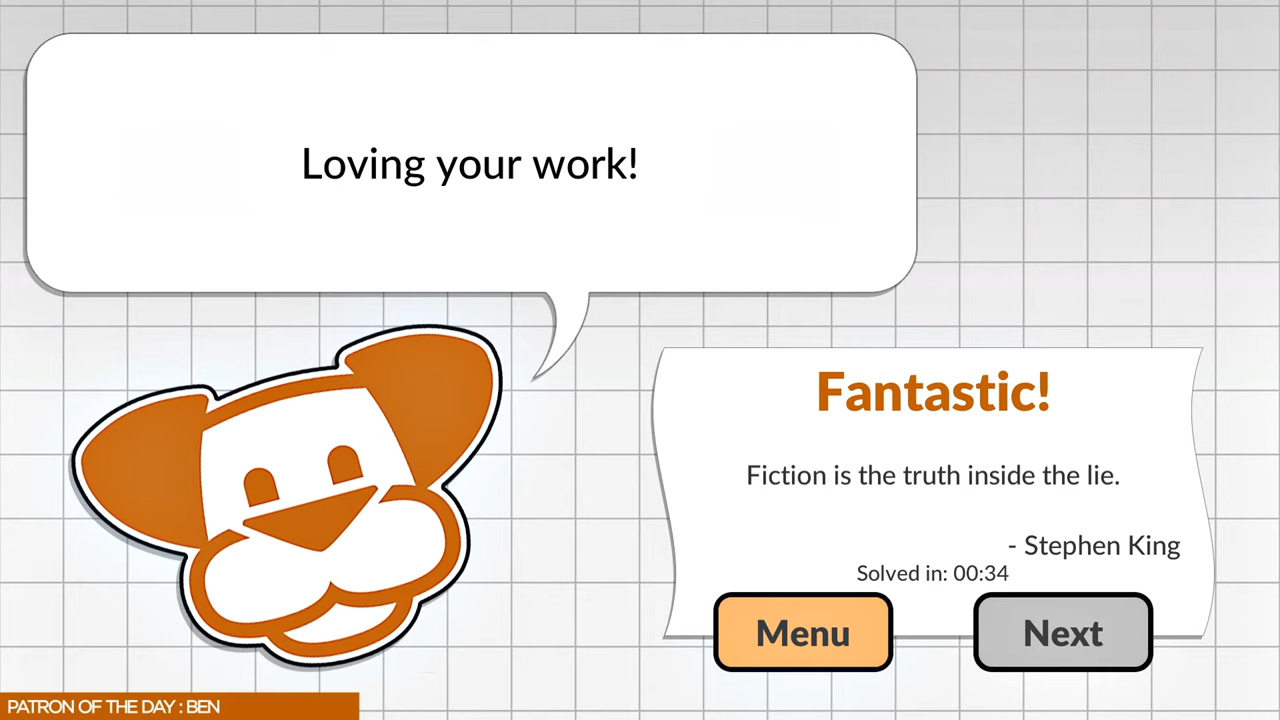 Loving your work!
Fantastic!
Fiction is the truth inside the lie.
- Stephen King
Solved in: 00:34
Menu
Next
PATRON OF THE DAY : BEN